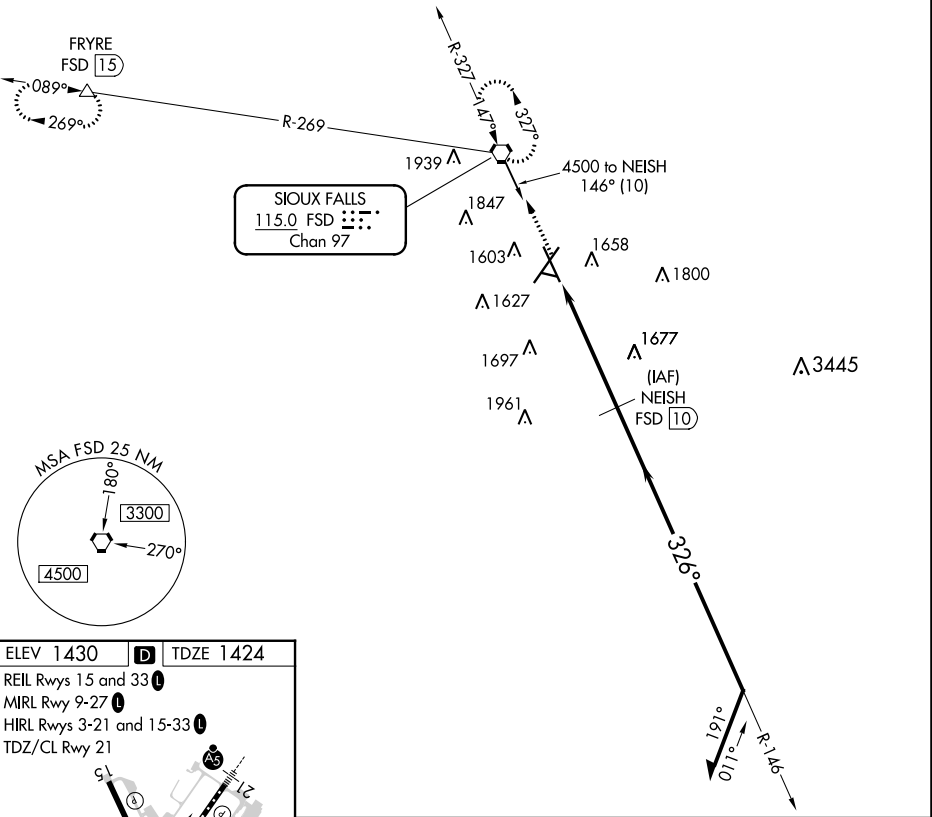 FRYRE
FSD 15
089°
269°
R-269
R-327
147°
327°
1939
4500 to NEISH
146° (10)
SIOUX FALLS
115.0 FSD
Chan 97
1847
1603
1658
1800
1627
1697
1677
3445
(IAF)
NEISH
FSD 10
1961
MSA FSD 25 NM
180°
3300
270°
4500
326°
191°
011°
R-146
ELEV 1430 D TDZE 1424
REIL Rwys 15 and 33 L
MIRL Rwy 9-27 L
HIRL Rwys 3-21 and 15-33 L
TDZ/CL Rwy 21
A5
15
21
P
P